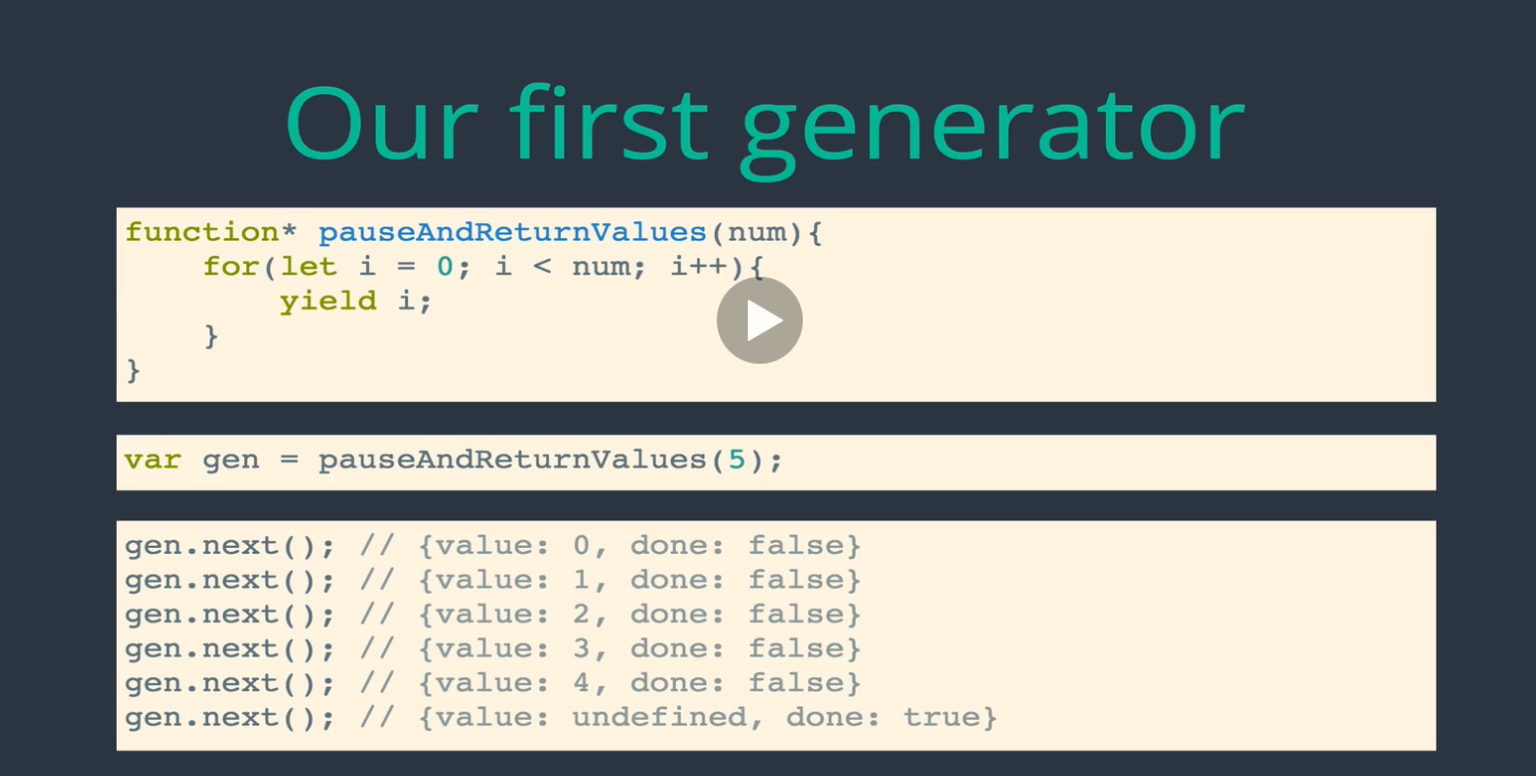 Our first generator
function* pauseAndReturnValues(num){
    for(let i = 0; i < num; i++){
        yield i;
    }
}
var gen = pauseAndReturnValues(5);
gen.next(); // {value: 0, done: false}
gen.next(); // {value: 1, done: false}
gen.next(); // {value: 2, done: false}
gen.next(); // {value: 3, done: false}
gen.next(); // {value: 4, done: false}
gen.next(); // {value: undefined, done: true}